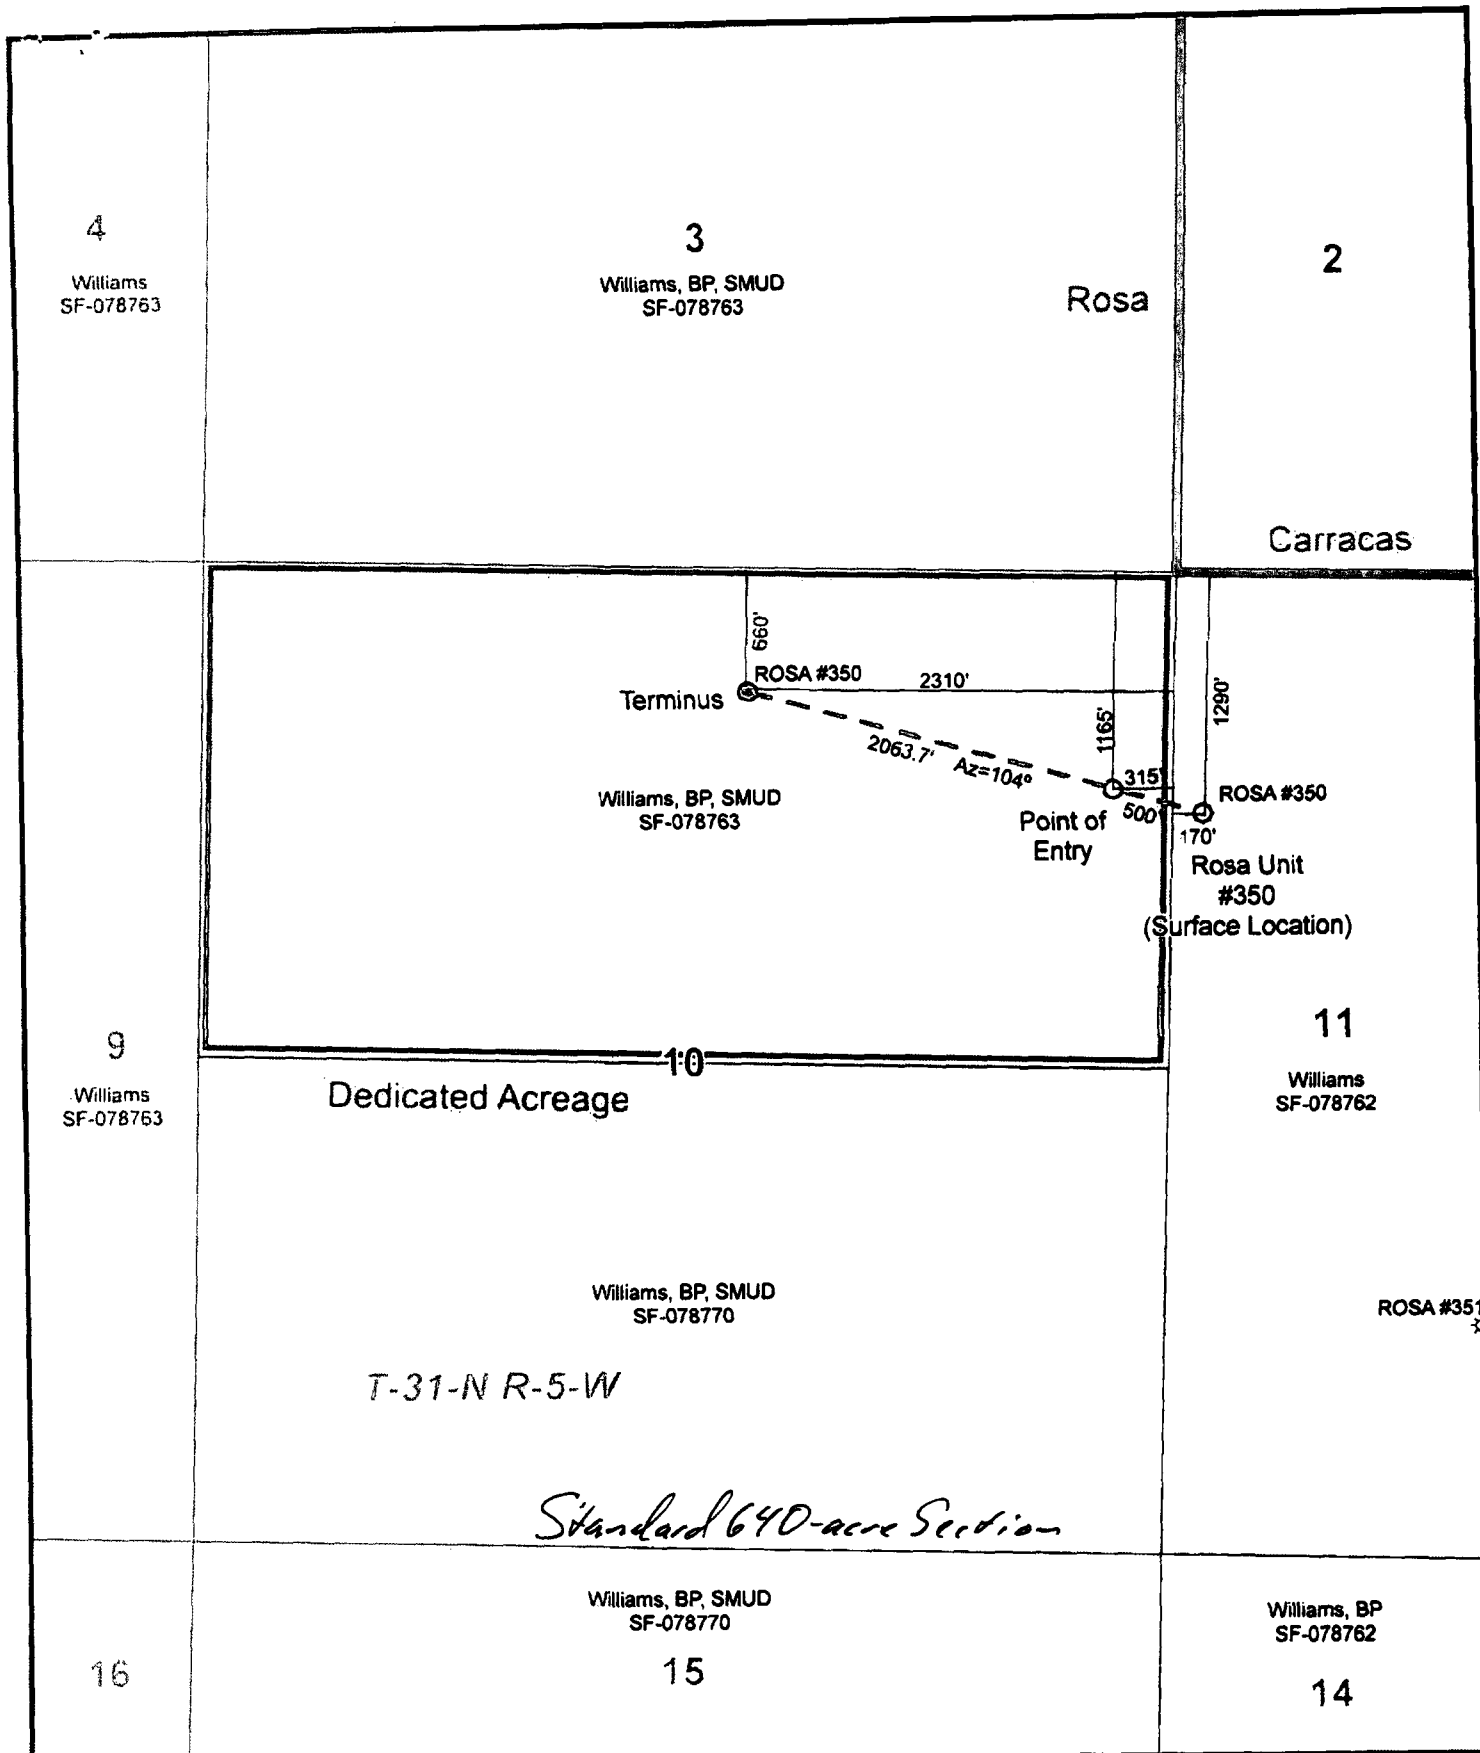 4
Williams
SF-078763
3
Williams, BP, SMUD
SF-078763
Rosa
2
Carracas
660'
ROSA #350
2310'
Terminus
2063.7'
Az=104°
1165'
315'
500'
1290'
170'
ROSA #350
Point of
Entry
Rosa Unit
#350
(Surface Location)
Williams, BP, SMUD
SF-078763
9
Williams
SF-078763
10
Dedicated Acreage
11
Williams
SF-078762
Williams, BP, SMUD
SF-078770
ROSA #351
T-31-N R-5-W
Standard 640-acre Section
Williams, BP, SMUD
SF-078770
Williams, BP
SF-078762
16
15
14